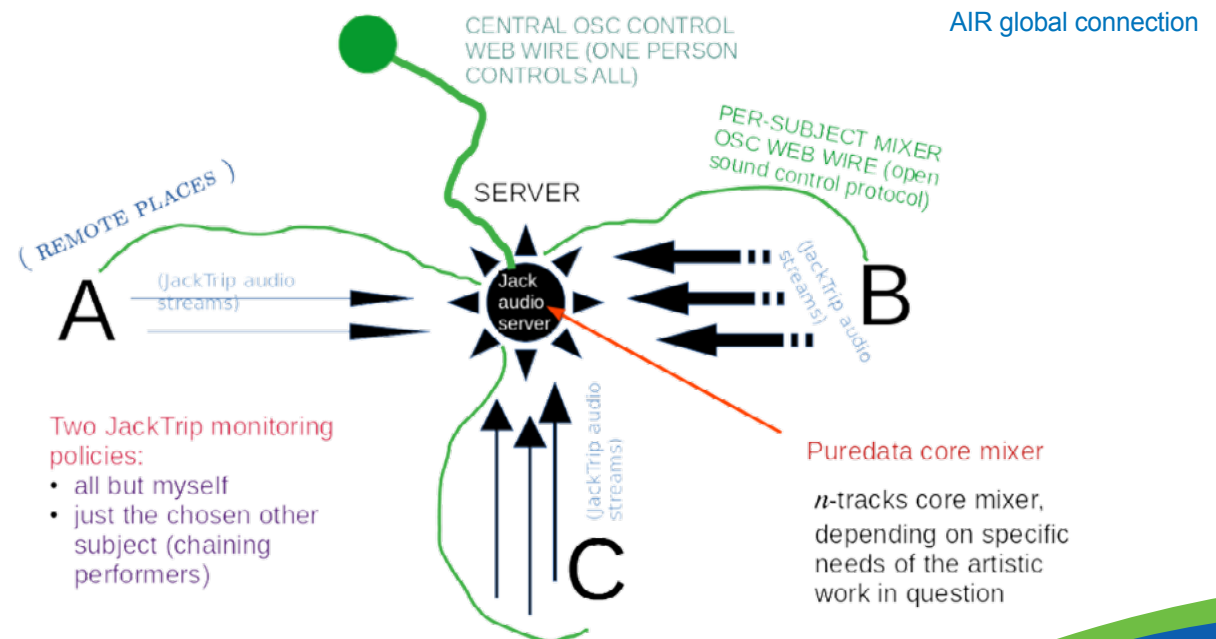 AIR global connection
CENTRAL OSC CONTROL
WEB WIRE (ONE PERSON
CONTROLS ALL)
PER-SUBJECT MIXER
OSC WEB WIRE (open
sound control protocol)
( REMOTE PLACES )
SERVER
A
(JackTrip audio
streams)
Jack
audio
server
(JackTrip audio
streams)
B
(JackTrip audio
streams)
C
Two JackTrip monitoring
policies:
• all but myself
• just the chosen other
subject (chaining
performers)
Puredata core mixer
n-tracks core mixer,
depending on specific
needs of the artistic
work in question